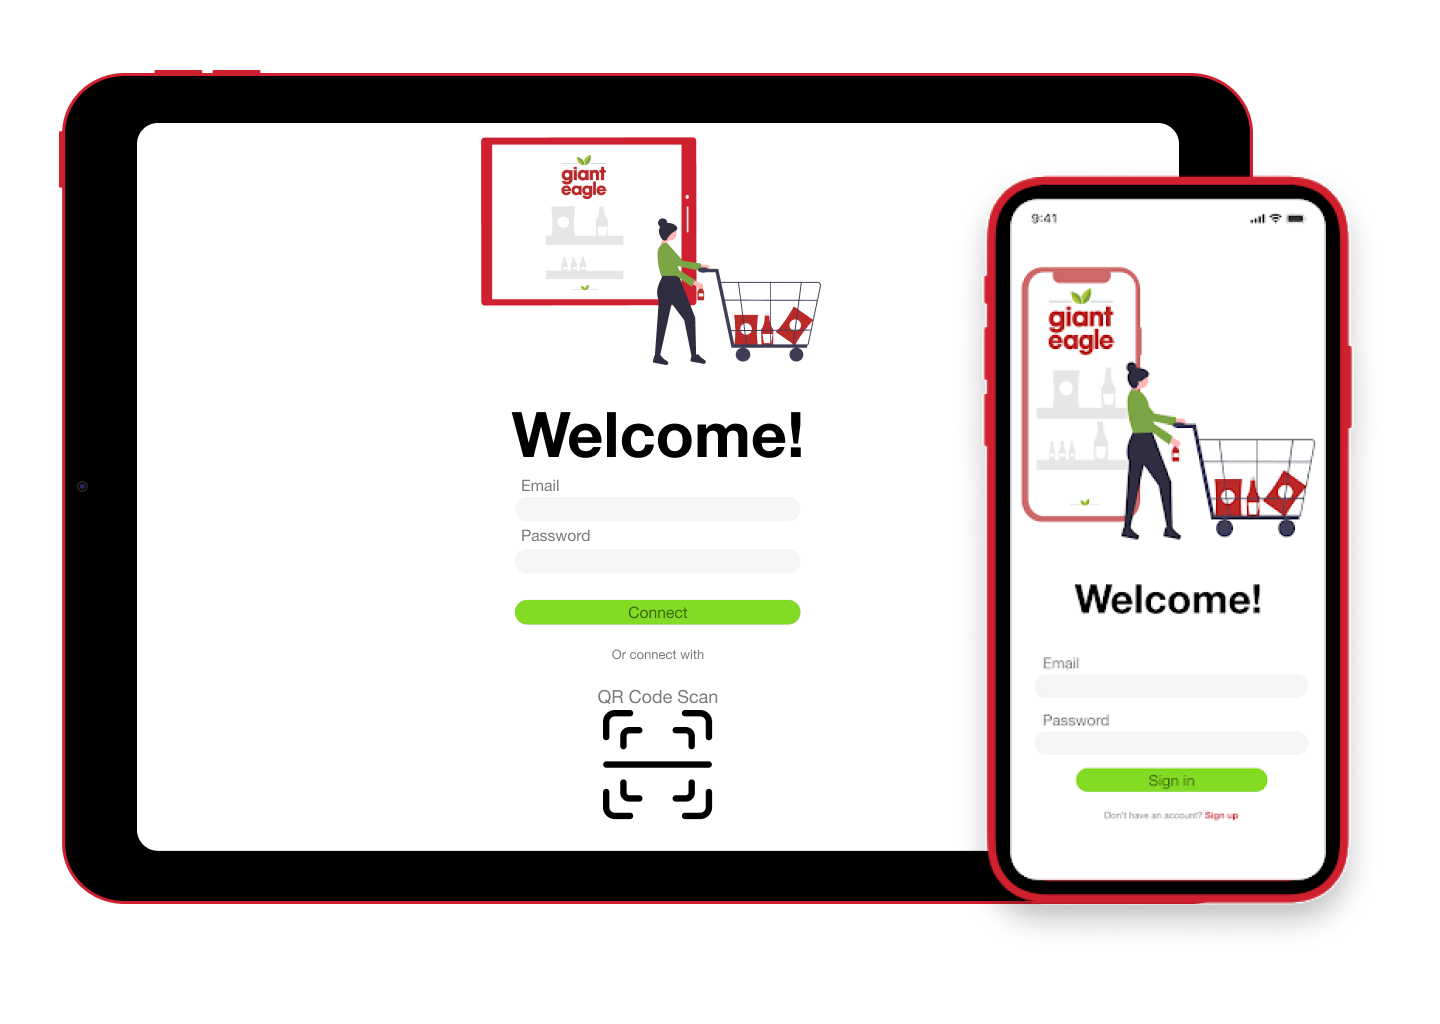 giant
eagle
Welcome!
Email
Password
Connect
Or connect with
QR Code Scan
9:41
giant
eagle
Welcome!
Email
Password
Sign in
Don't have an account? Sign up